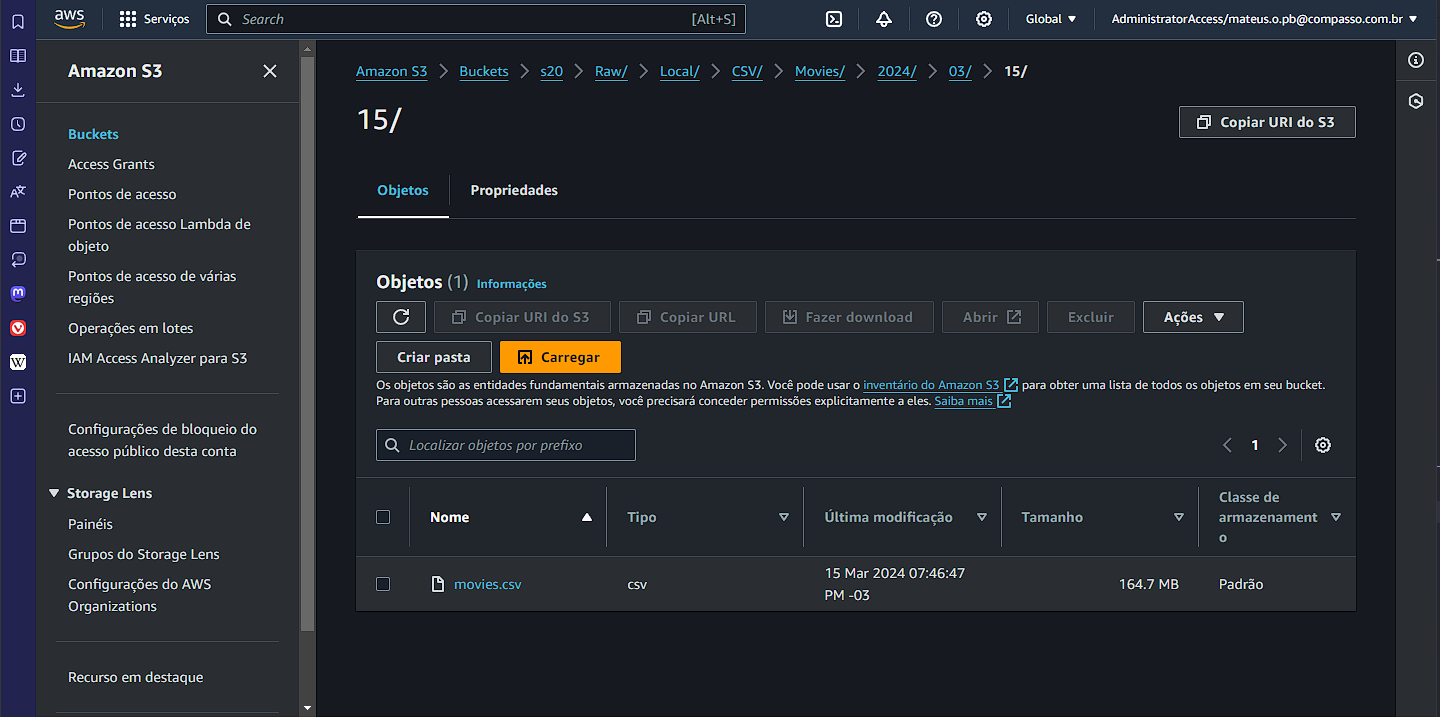 aws
Serviços
Search
[Alt+S]
Global
AdministratorAccess/mateus.o.pb@compasso.com.br
Amazon S3
Buckets
Access Grants
Pontos de acesso
Pontos de acesso Lambda de
objeto
Pontos de acesso de várias
regiões
Operações em lotes
IAM Access Analyzer para S3
Configurações de bloqueio do
acesso público desta conta
Storage Lens
Painéis
Grupos do Storage Lens
Configurações do AWS
Organizations
Recurso em destaque
Amazon S3 > Buckets > s20 > Raw/ > Local/ > CSV/ > Movies/ > 2024/ > 03/ > 15/
15/
Copiar URI do S3
Objetos
Propriedades
Objetos (1) Informações
Copiar URI do S3
Copiar URL
Fazer download
Abrir
Excluir
Ações
Criar pasta
Carregar
Os objetos são as entidades fundamentais armazenadas no Amazon S3. Você pode usar o inventário do Amazon S3 para obter uma lista de todos os objetos em seu bucket.
Para outras pessoas acessarem seus objetos, você precisará conceder permissões explicitamente a eles. Saiba mais
Localizar objetos por prefixo
1
Nome
Tipo
Última modificação
Tamanho
Classe de
armazenament
o
movies.csv
csv
15 Mar 2024 07:46:47
PM -03
164.7 MB
Padrão